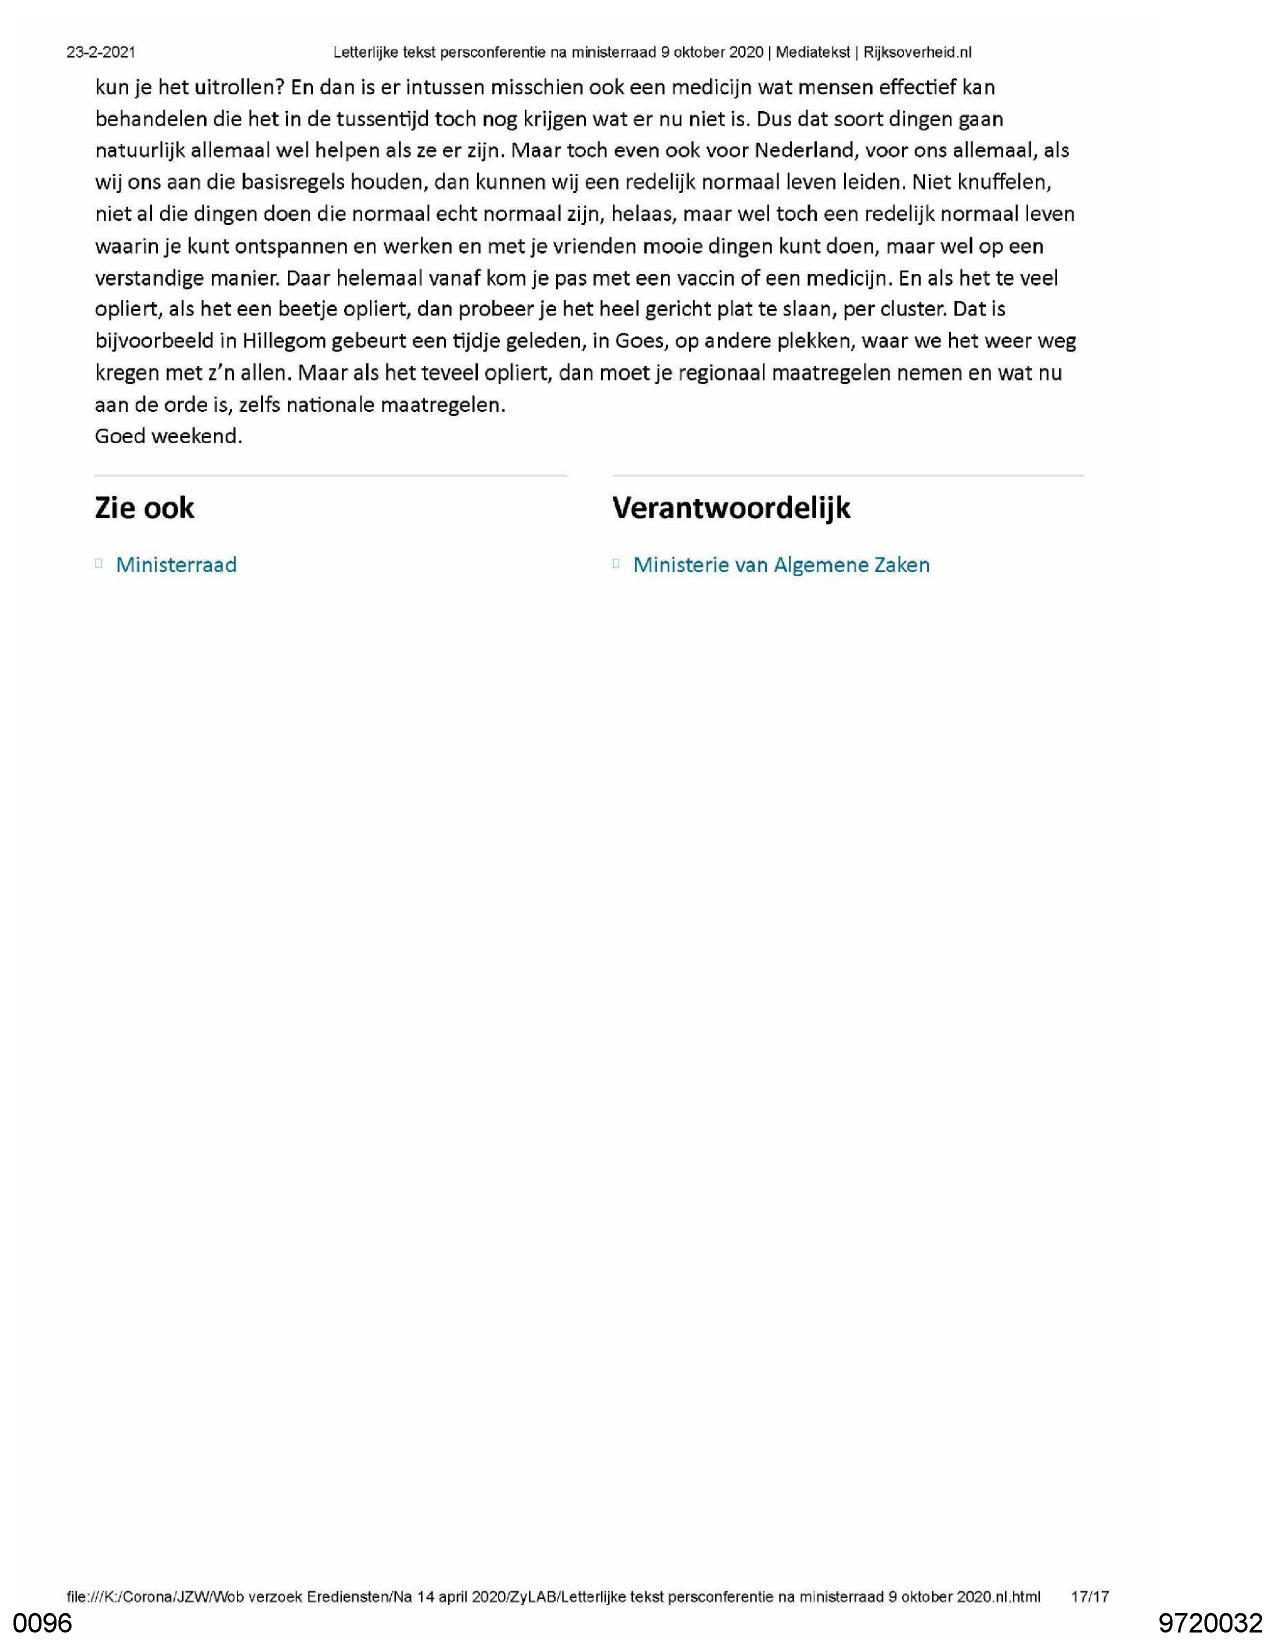 23-2-2021 Letterlijke tekst persconferentie na ministerraad 9 oktober 2020 | Mediatekst | Rijksoverheid.nl
kun je het uitrollen? En dan is er intussen misschien ook een medicijn wat mensen effectief kan
behandelen die het in de tussentijd toch nog krijgen wat er nu niet is. Dus dat soort dingen gaan
natuurlijk allemaal wel helpen als ze er zijn. Maar toch even ook voor Nederland, voor ons allemaal, als
wij ons aan die basisregels houden, dan kunnen wij een redelijk normaal leven leiden. Niet knuffelen,
niet al die dingen doen die normaal echt normaal zijn, helaas, maar wel toch een redelijk normaal leven
waarin je kunt ontspannen en werken en met je vrienden mooie dingen kunt doen, maar wel op een
verstandige manier. Daar helemaal vanaf kom je pas met een vaccin of een medicijn. En als het te veel
opliert, als het een beetje opliert, dan probeer je het heel gericht plat te slaan, per cluster. Dat is
bijvoorbeeld in Hillegom gebeurt een tijdje geleden, in Goes, op andere plekken, waar we het weer weg
kregen met z'n allen. Maar als het teveel opliert, dan moet je regionaal maatregelen nemen en wat nu
aan de orde is, zelfs nationale maatregelen.
Goed weekend.
Zie ook
Ministerraad
Verantwoordelijk
Ministerie van Algemene Zaken
file:///K:/Corona/JZW/Wob verzoek Erediensten/Na 14 april 2020/ZyLAB/Letterlijke tekst persconferentie na ministerraad 9 oktober 2020.nl.html 17/17
0096 9720032